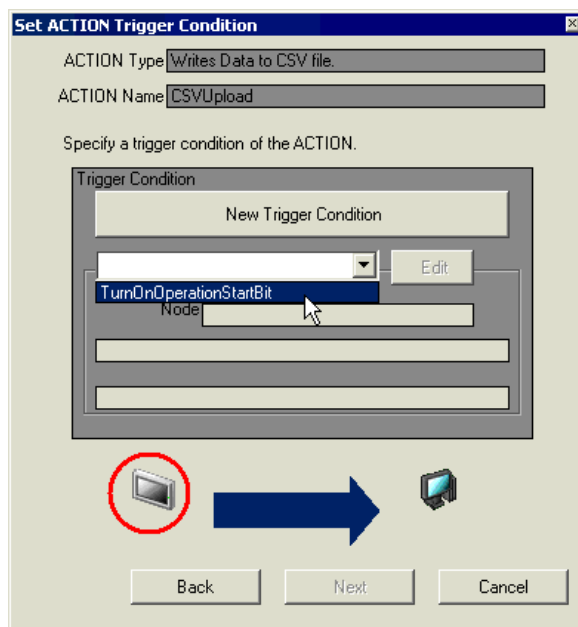 Set ACTION Trigger Condition
ACTION Type Writes Data to CSV file.
ACTION Name CSVUpload
Specify a trigger condition of the ACTION.
Trigger Condition
New Trigger Condition
Edit
TurnOnOperationStartBit
Node
Back Next Cancel